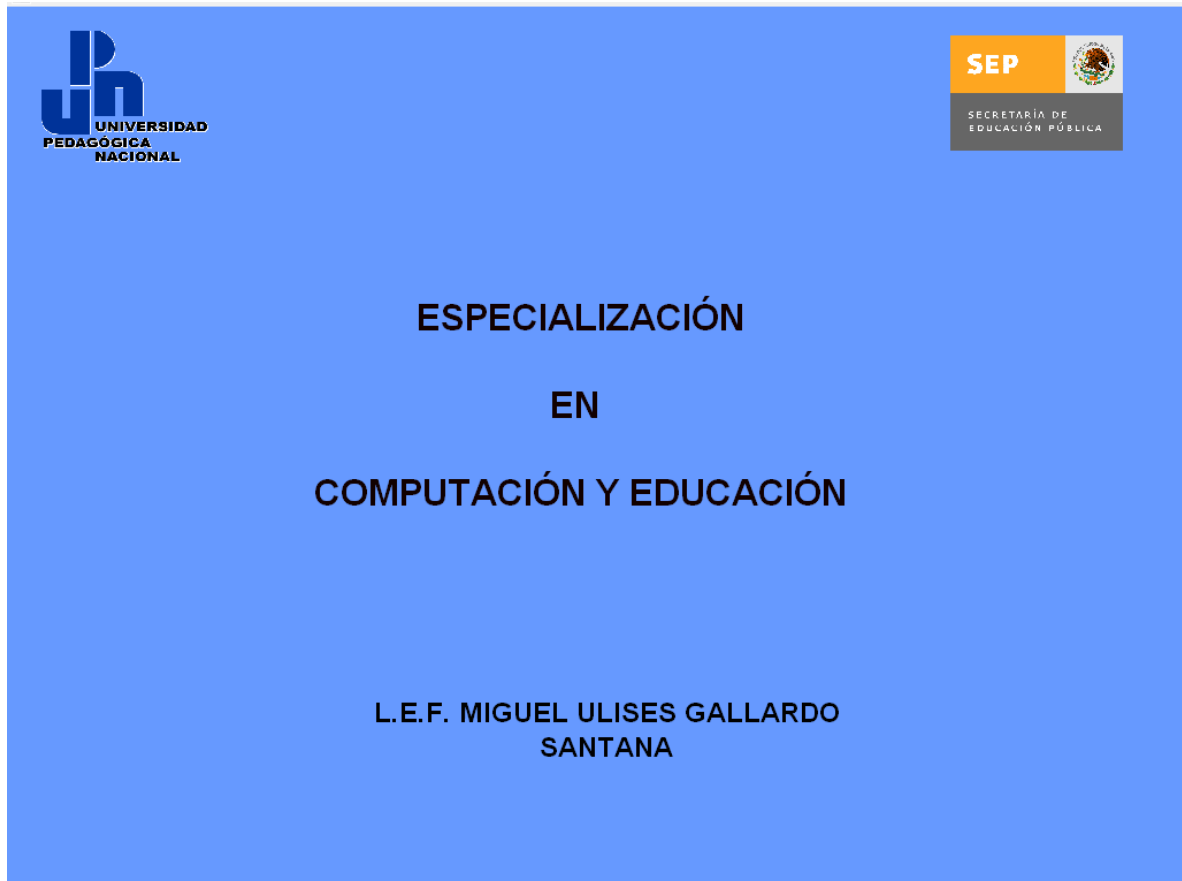 UNIVERSIDAD
PEDAGÓGICA
NACIONAL
SEP
SECRETARÍA DE
EDUCACIÓN PÚBLICA
ESPECIALIZACIÓN
EN
COMPUTACIÓN Y EDUCACIÓN
L.E.F. MIGUEL ULISES GALLARDO
SANTANA